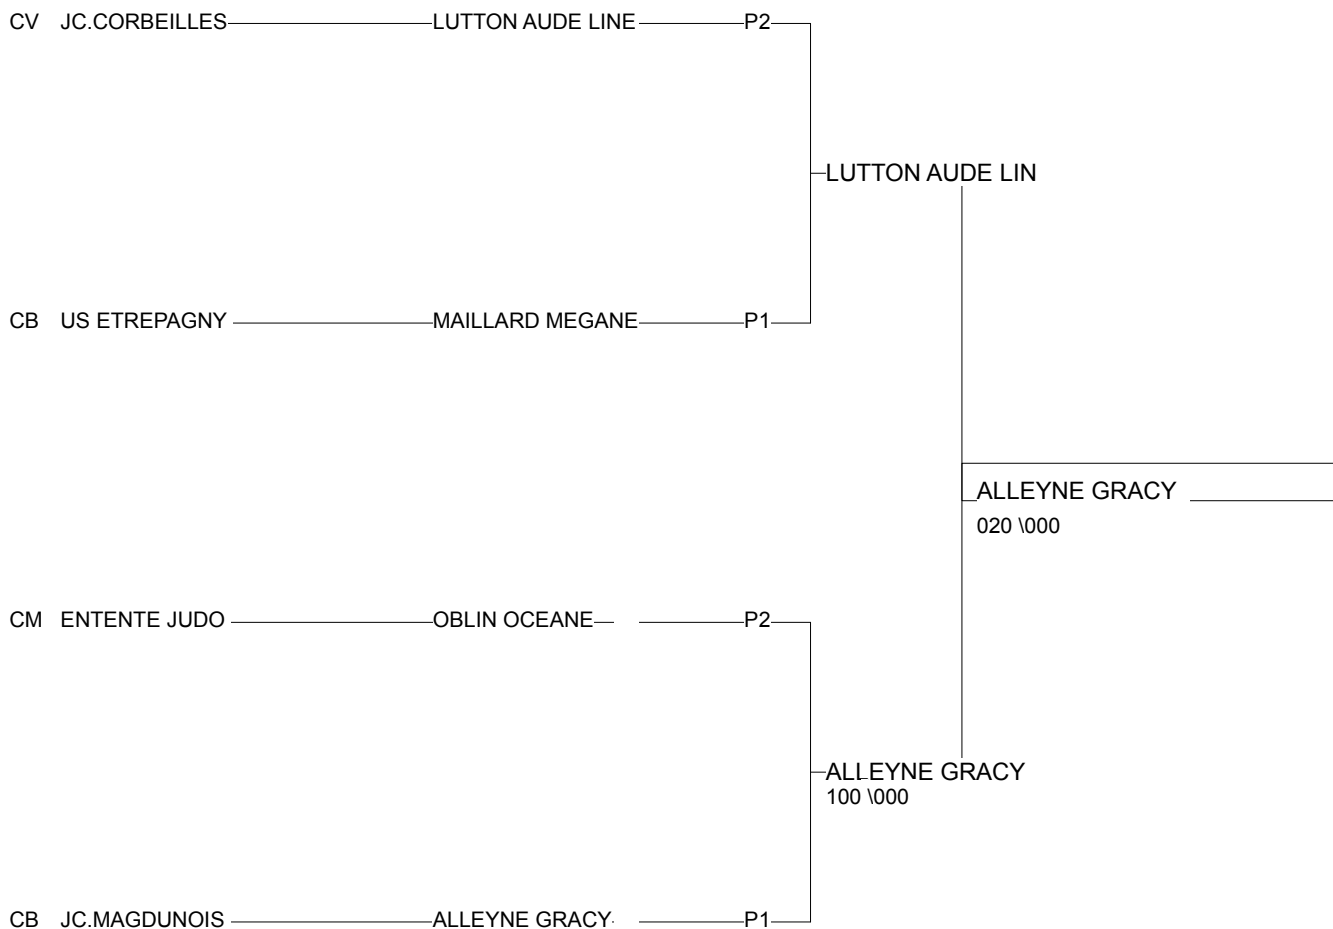 CV JC.CORBEILLES LUTTON AUDE LINE P2
LUTTON AUDE LIN
CB US ETREPAGNY MAILLARD MEGANE P1
ALLEYNE GRACY
020 \000
CM ENTENTE JUDO OBLIN OCEANE P2
ALLEYNE GRACY
100 \000
CB JC.MAGDUNOIS ALLEYNE GRACY P1